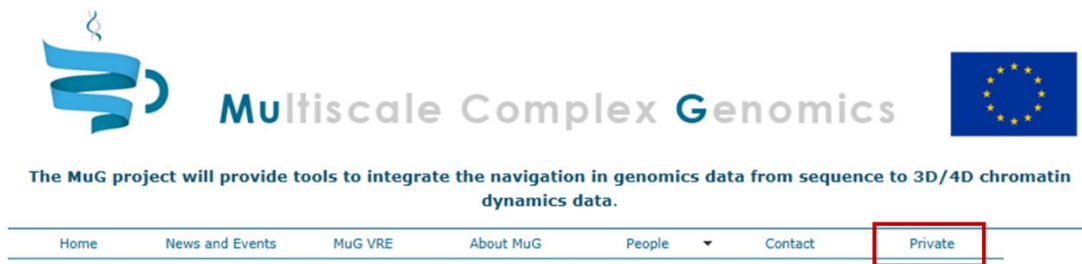 Multiscale Complex Genomics
The MuG project will provide tools to integrate the navigation in genomics data from sequence to 3D/4D chromatin
dynamics data.
Home News and Events MuG VRE About MuG People Contact Private